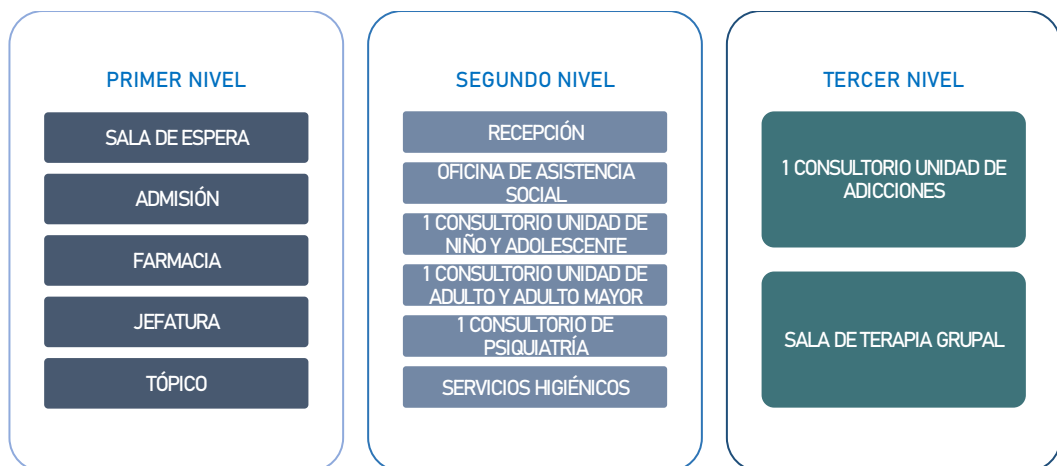 PRIMER NIVEL
SALA DE ESPERA
ADMISIÓN
FARMACIA
JEFATURA
TÓPICO
SEGUNDO NIVEL
RECEPCIÓN
OFICINA DE ASISTENCIA
SOCIAL
1 CONSULTORIO UNIDAD DE
NIÑO Y ADOLESCENTE
1 CONSULTORIO UNIDAD DE
ADULTO Y ADULTO MAYOR
1 CONSULTORIO DE
PSIQUIATRÍA
SERVICIOS HIGIÉNICOS
TERCER NIVEL
1 CONSULTORIO UNIDAD DE
ADICCIONES
SALA DE TERAPIA GRUPAL